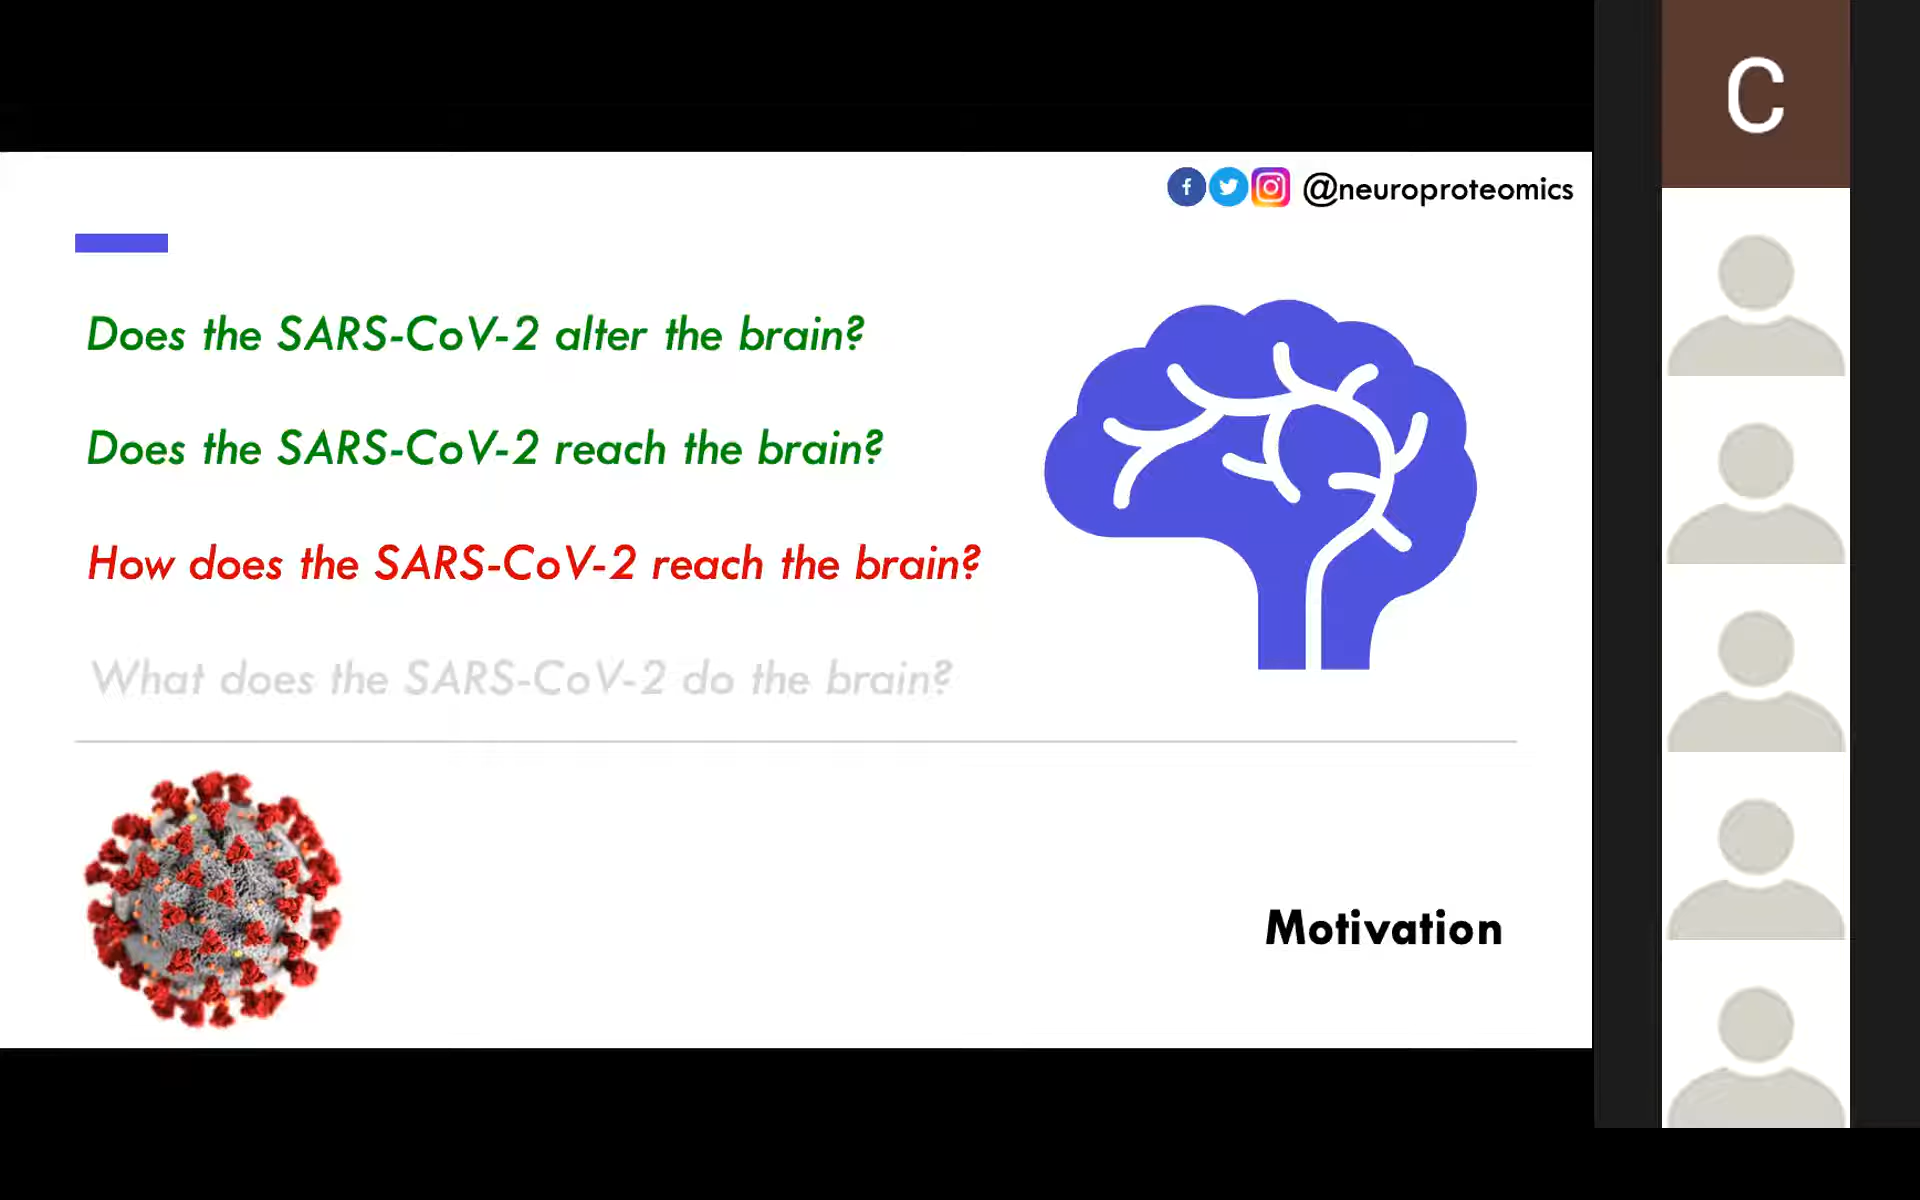 @neuroproteomics
Does the SARS-CoV-2 alter the brain?
Does the SARS-CoV-2 reach the brain?
How does the SARS-CoV-2 reach the brain?
What does the SARS-CoV-2 do the brain?
Motivation
C